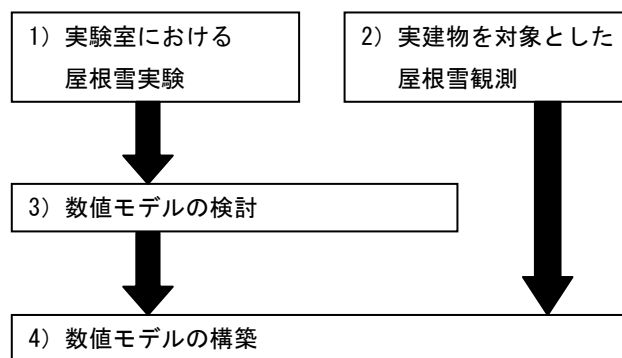 1）実験室における
屋根雪実験
2）実建物を対象とした
屋根雪観測
3）数値モデルの検討
4）数値モデルの構築